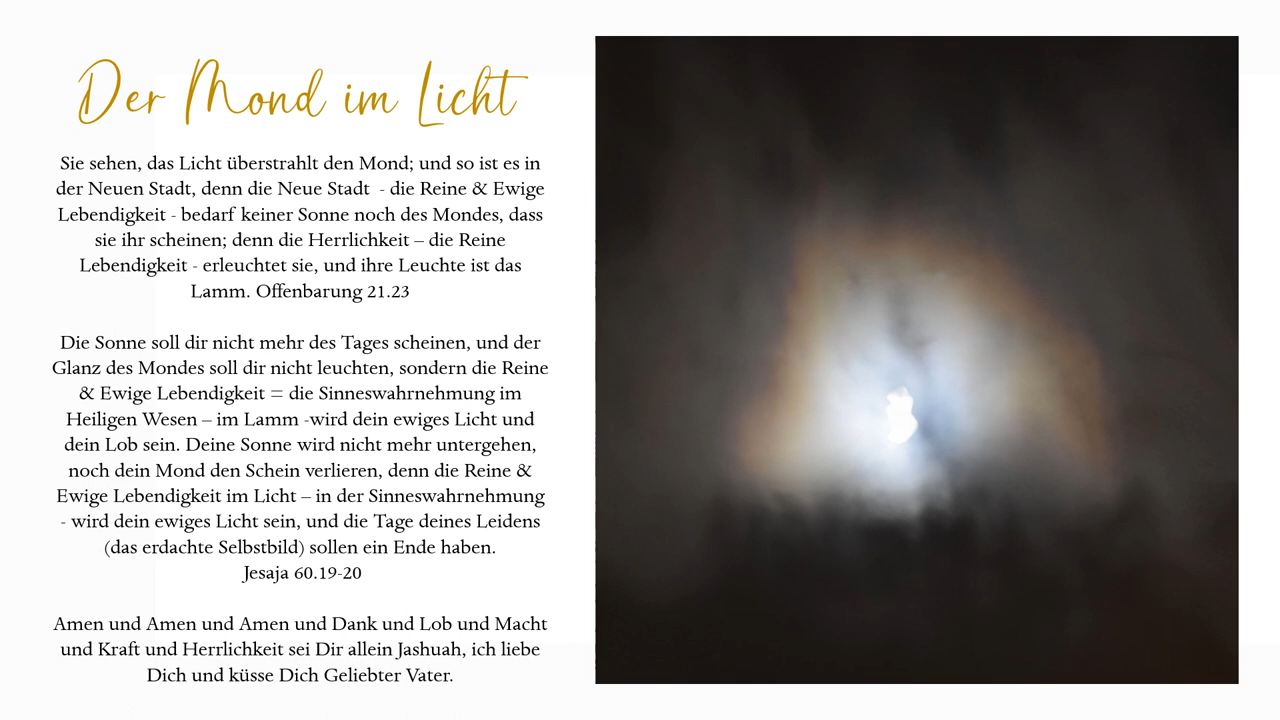 Der Mond im Licht
Sie sehen, das Licht überstrahlt den Mond; und so ist es in
der Neuen Stadt, denn die Neue Stadt  - die Reine & Ewige
Lebendigkeit - bedarf keiner Sonne noch des Mondes, dass
sie ihr scheinen; denn die Herrlichkeit – die Reine
Lebendigkeit - erleuchtet sie, und ihre Leuchte ist das
Lamm. Offenbarung 21.23
Die Sonne soll dir nicht mehr des Tages scheinen, und der
Glanz des Mondes soll dir nicht leuchten, sondern die Reine
& Ewige Lebendigkeit = die Sinneswahrnehmung im
Heiligen Wesen – im Lamm -wird dein ewiges Licht und
dein Lob sein. Deine Sonne wird nicht mehr untergehen,
noch dein Mond den Schein verlieren, denn die Reine &
Ewige Lebendigkeit im Licht – in der Sinneswahrnehmung
- wird dein ewiges Licht sein, und die Tage deines Leidens
(das erdachte Selbstbild) sollen ein Ende haben.
Jesaja 60.19-20
Amen und Amen und Amen und Dank und Lob und Macht
und Kraft und Herrlichkeit sei Dir allein Jashuah, ich liebe
Dich und küsse Dich Geliebter Vater.